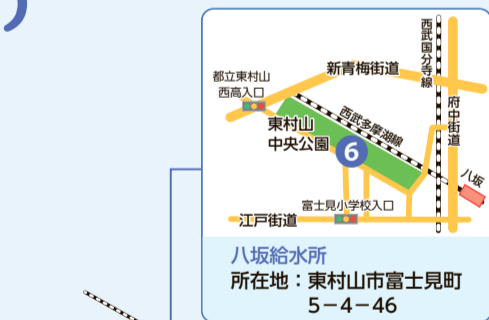 )
西武国分寺線
新青梅街道
都立東村山
西高入口
西武多摩湖線
府中街道
東村山
中央公園
6
八坂
富士見小学校入口
江戸街道
八坂給水所
所在地：東村山市富士見町
5－4－46